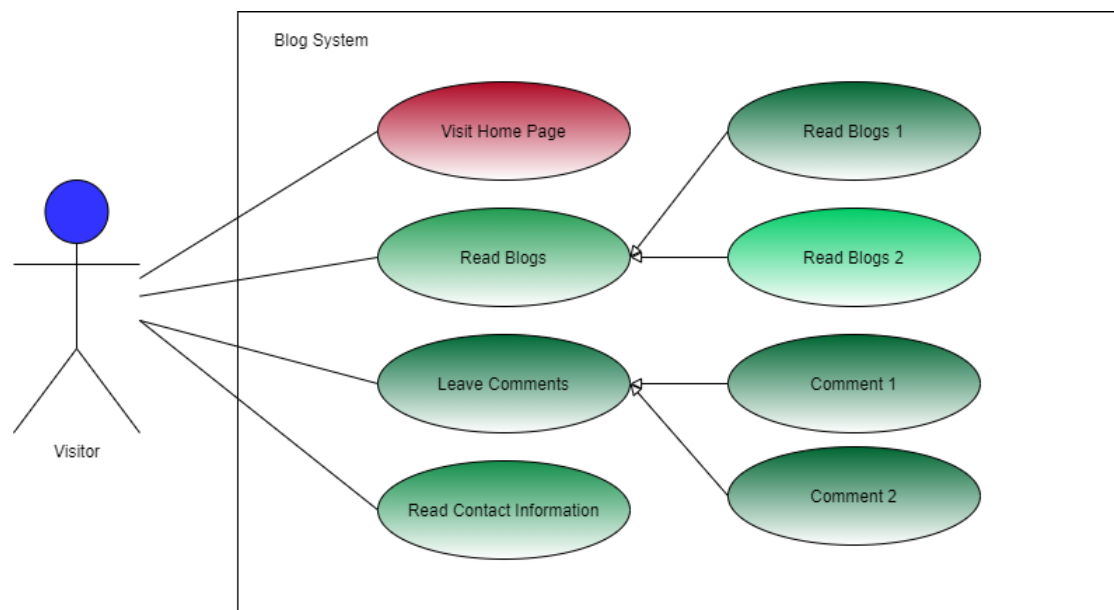 Blog System
Visit Home Page
Read Blogs 1
Read Blogs
Read Blogs 2
Leave Comments
Comment 1
Visitor
Read Contact Information
Comment 2